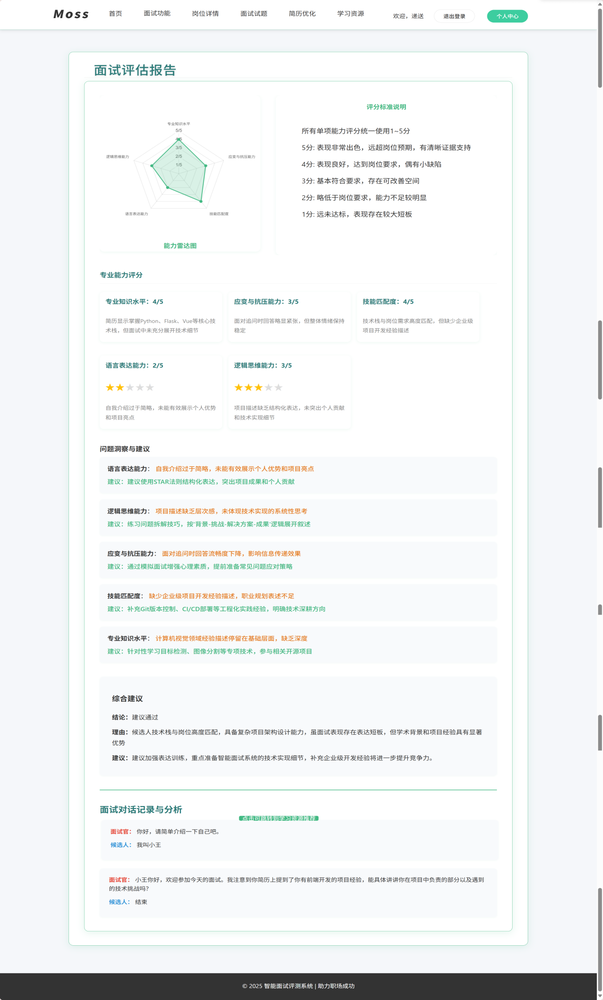 Moss
首页
面试功能
岗位详情
面试试题
简历优化
学习资源
欢迎，递送
退出登录
个人中心
面试评估报告
专业知识水平
5/5
4/5
3/5
2/5
1/5
逻辑思维能力
应变与抗压能力
语言表达能力
技能匹配度
能力雷达图
评分标准说明
所有单项能力评分统一使用1~5分
5分: 表现非常出色，远超岗位预期，有清晰证据支持
4分: 表现良好，达到岗位要求，偶有小缺陷
3分: 基本符合要求，存在可改善空间
2分: 略低于岗位要求，能力不足较明显
1分: 远未达标，表现存在较大短板
专业能力评分
专业知识水平：4/5
简历显示掌握Python、Flask、Vue等核心技
术栈，但面试中未充分展开技术细节
应变与抗压能力：3/5
面对追问时回答略显紧张，但整体情绪保持
稳定
技能匹配度：4/5
技术栈与岗位需求高度匹配，但缺少企业级
项目开发经验描述
语言表达能力：2/5
★★★★★
自我介绍过于简略，未能有效展示个人优势
和项目亮点
逻辑思维能力：3/5
★★★★★
项目描述缺乏结构化表达，未突出个人贡献
和技术实现细节
问题洞察与建议
语言表达能力： 自我介绍过于简略，未能有效展示个人优势和项目亮点
建议：建议使用STAR法则结构化表达，突出项目成果和个人贡献
逻辑思维能力： 项目描述缺乏层次感，未体现技术实现的系统性思考
建议：练习问题拆解技巧，按'背景-挑战-解决方案-成果'逻辑展开叙述
应变与抗压能力： 面对追问时回答流畅度下降，影响信息传递效果
建议：通过模拟面试增强心理素质，提前准备常见问题应对策略
技能匹配度： 缺少企业级项目开发经验描述，职业规划表述不足
建议：补充Git版本控制、CI/CD部署等工程化实践经验，明确技术深耕方向
专业知识水平： 计算机视觉领域经验描述停留在基础层面，缺乏深度
建议：针对性学习目标检测、图像分割等专项技术，参与相关开源项目
综合建议
结论：建议通过
理由：候选人技术栈与岗位高度匹配，具备复杂项目架构设计能力，虽面试表现存在表达短板，但学术背景和项目经验具有显著
优势
建议：建议加强表达训练，重点准备智能面试系统的技术实现细节，补充企业级开发经验将进一步提升竞争力。
面试对话记录与分析
点击可跳转到学习资源推荐
面试官： 你好，请简单介绍一下自己吧。
候选人： 我叫小王
面试官： 小王你好，欢迎参加今天的面试。我注意到你简历上提到了你有前端开发的项目经验，能具体讲讲你在项目中负责的部分以及遇到
的技术挑战吗？
候选人： 结束
© 2025 智能面试评测系统 | 助力职场成功